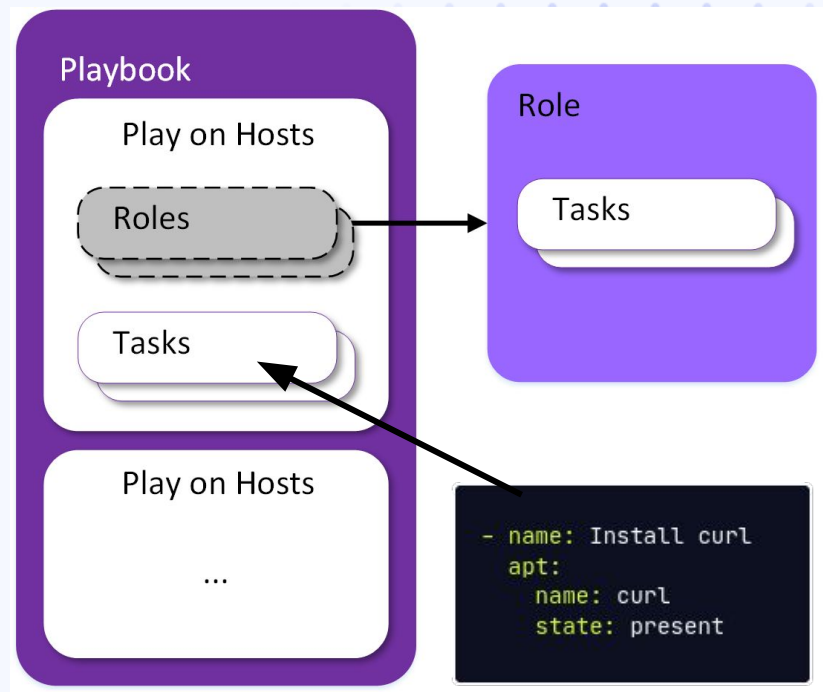 Playbook
Play on Hosts
Roles
Tasks
Play on Hosts
...
Role
Tasks
- name: Install curl
  apt:
    name: curl
    state: present